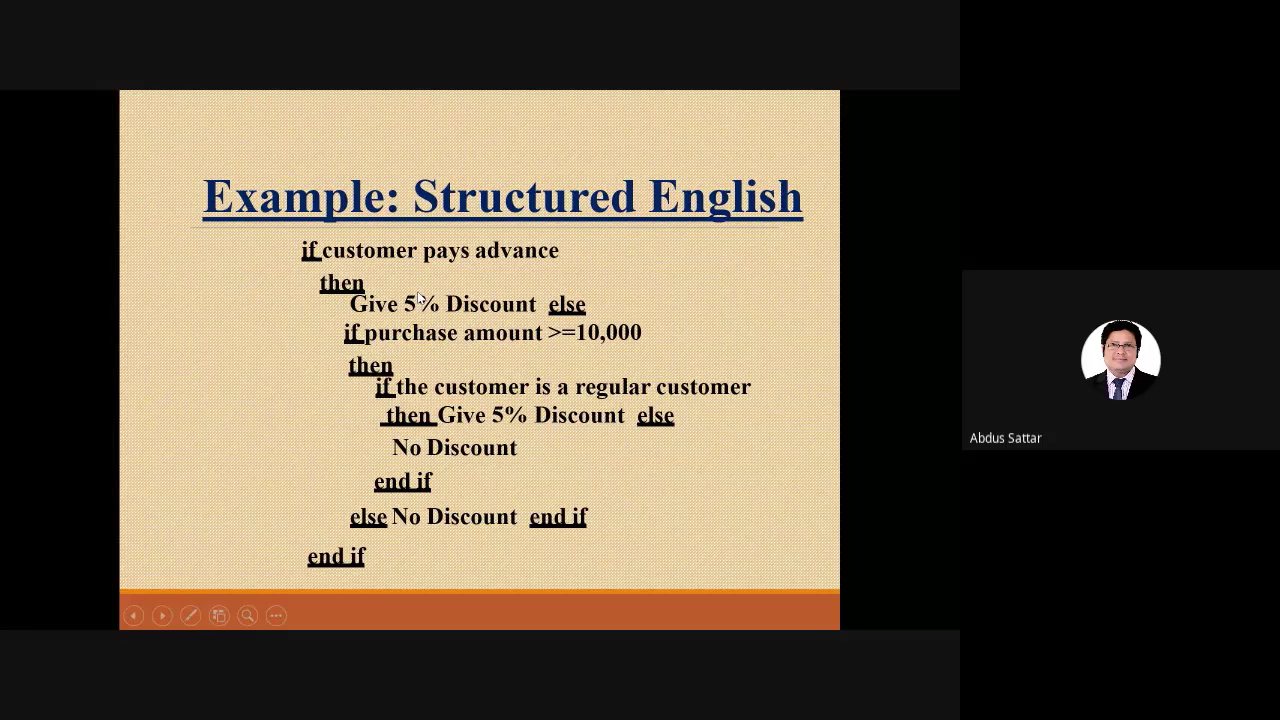 Example: Structured English
if customer pays advance
then
Give 5% Discount else
if purchase amount >=10,000
then
if the customer is a regular customer
then Give 5% Discount else
No Discount
end if
else No Discount end if
end if
Abdus Sattar